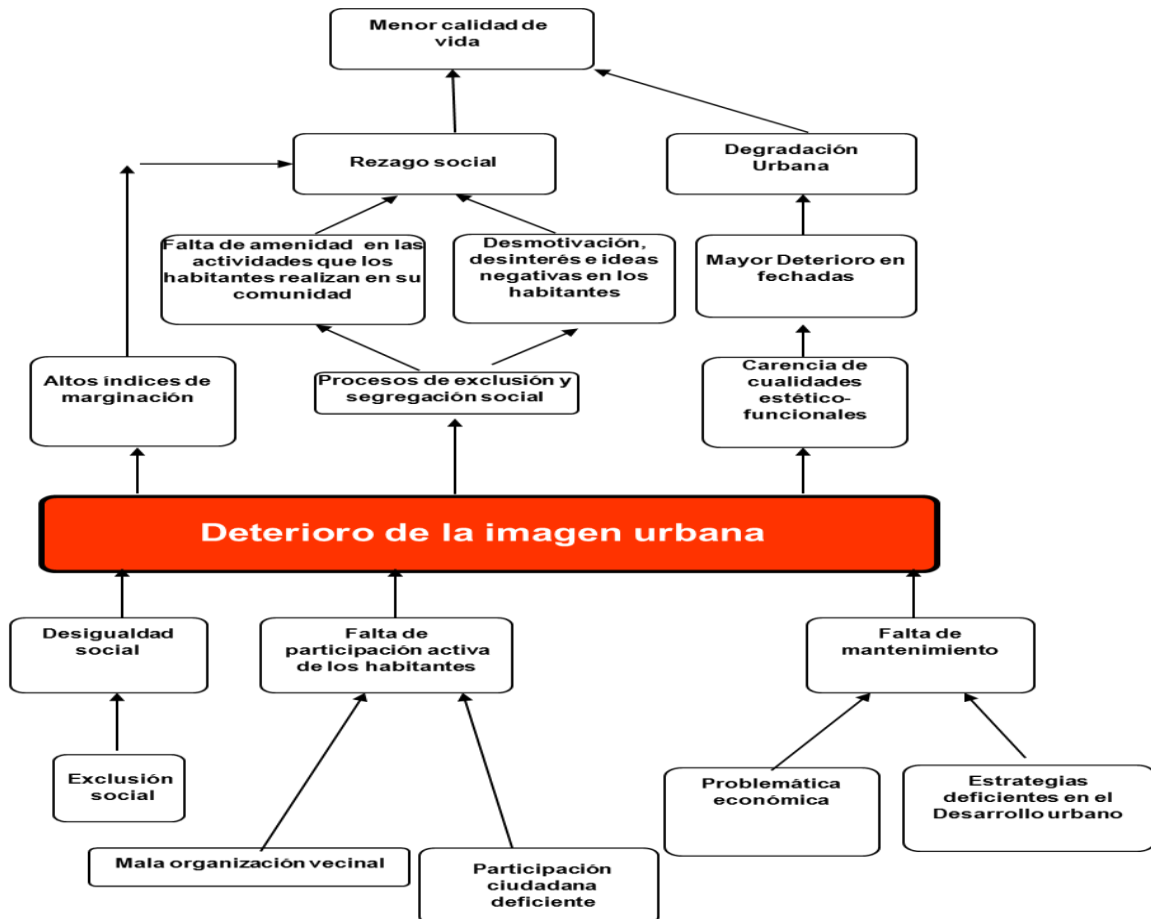 Menor calidad de
vida
Rezago social
Degradación
Urbana
Falta de amenidad en las
actividades que los
habitantes realizan en su
comunidad
Desmotivación,
desinterés e ideas
negativas en los
habitantes
Mayor Deterioro en
fechadas
Altos índices de
marginación
Procesos de exclusión y
segregación social
Carencia de
cualidades
estético-
funcionales
Deterioro de la imagen urbana
Desigualdad
social
Falta de
participación activa
de los habitantes
Falta de
mantenimiento
Exclusión
social
Problemática
económica
Estrategias
deficientes en el
Desarrollo urbano
Mala organización vecinal
Participación
ciudadana
deficiente